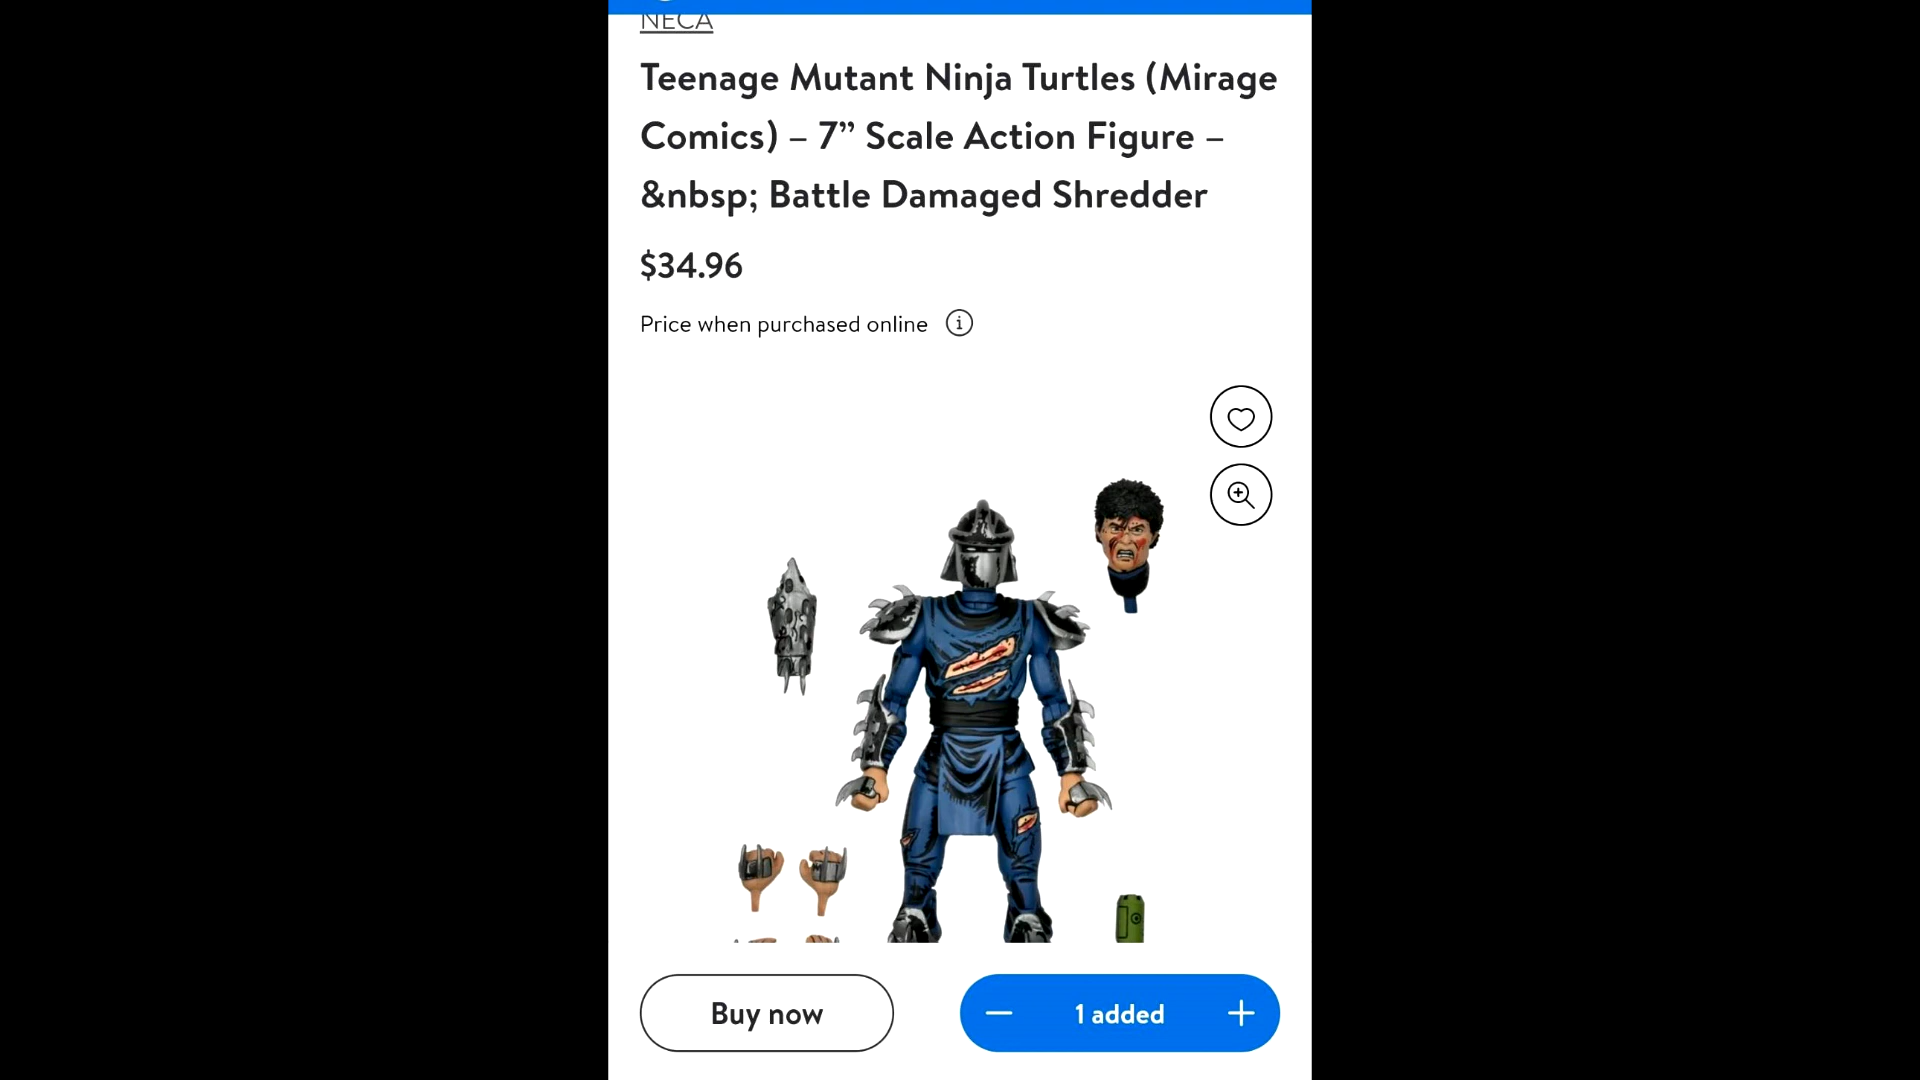 NECA
Teenage Mutant Ninja Turtles (Mirage
Comics) – 7” Scale Action Figure –
&nbsp; Battle Damaged Shredder
$34.96
Price when purchased online
Buy now
1 added